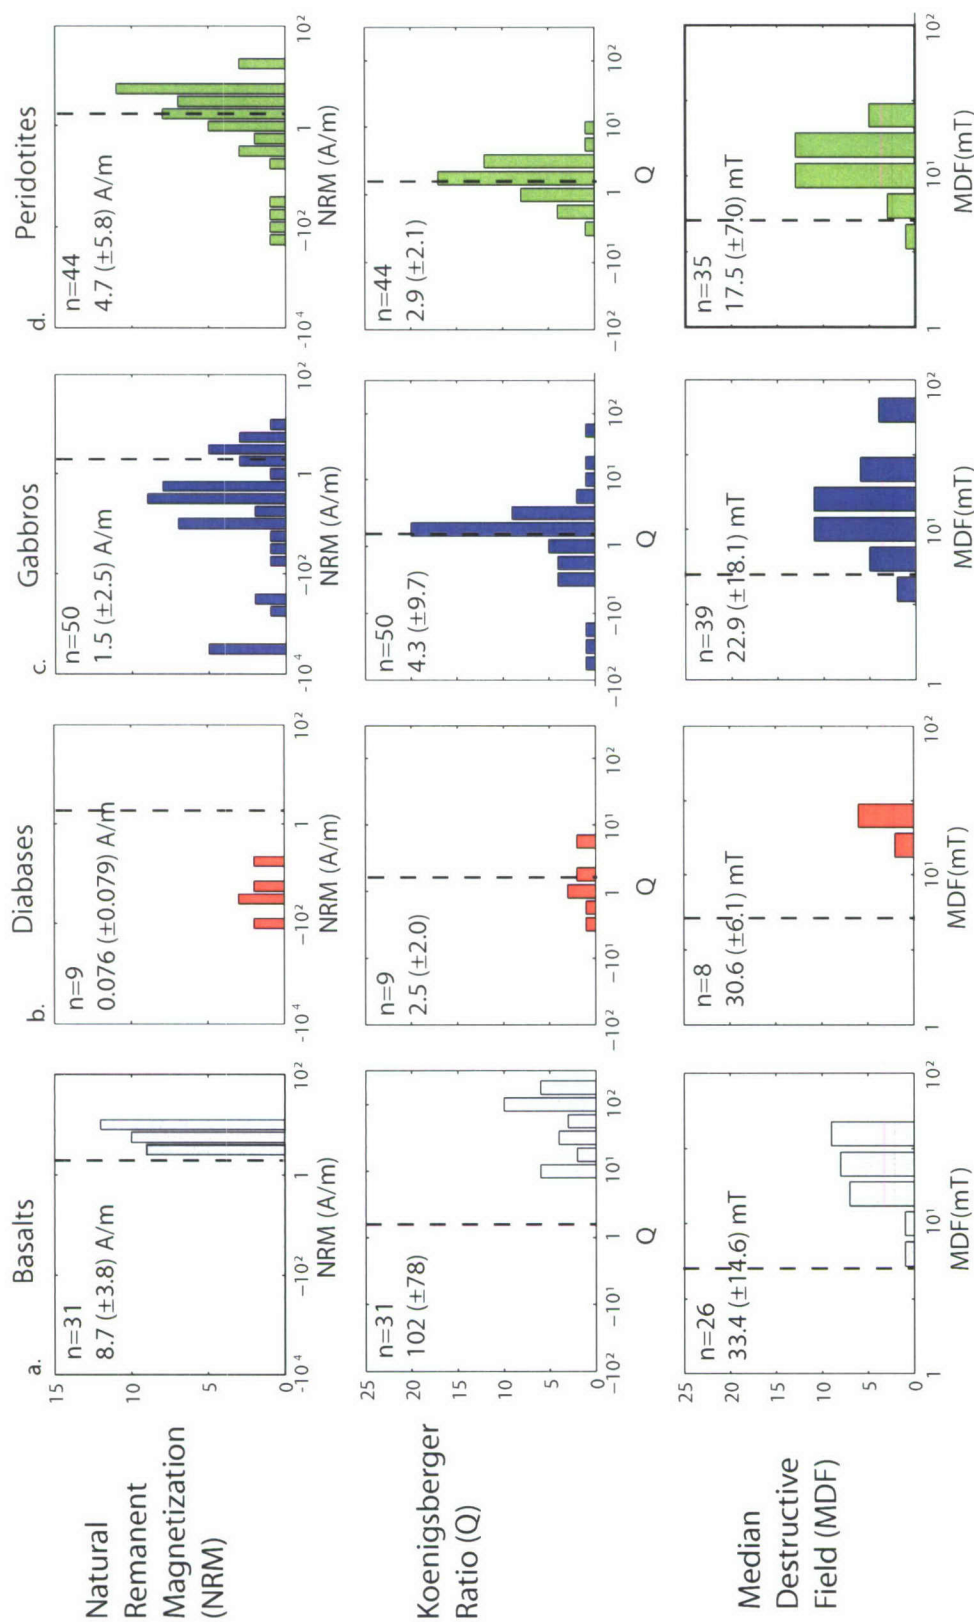 a. Basalts
b. Diabases
c. Gabbros
d. Peridotites
Natural
Remanent
Magnetization
(NRM)
15
10
5
0
n=31
8.7 (±3.8) A/m
-10⁴
-10²
1
10²
NRM (A/m)
n=9
0.076 (±0.079) A/m
-10⁴
-10²
1
10²
NRM (A/m)
n=50
1.5 (±2.5) A/m
-10⁴
-10²
1
10²
NRM (A/m)
n=44
4.7 (±5.8) A/m
-10⁴
-10²
1
10²
NRM (A/m)
Koenigsberger
Ratio (Q)
25
20
15
10
5
0
n=31
102 (±78)
-10²
-10¹
1
10¹
10²
Q
n=9
2.5 (±2.0)
-10²
-10¹
1
10¹
10²
Q
n=50
4.3 (±9.7)
-10²
-10¹
1
10¹
10²
Q
n=44
2.9 (±2.1)
-10²
-10¹
1
10¹
10²
Q
Median
Destructive
Field (MDF)
25
20
15
10
5
0
n=26
33.4 (±14.6) mT
1
10¹
10²
MDF(mT)
n=8
30.6 (±6.1) mT
1
10¹
10²
MDF(mT)
n=39
22.9 (±18.1) mT
1
10¹
10²
MDF(mT)
n=35
17.5 (±7.0) mT
1
10¹
10²
MDF(mT)